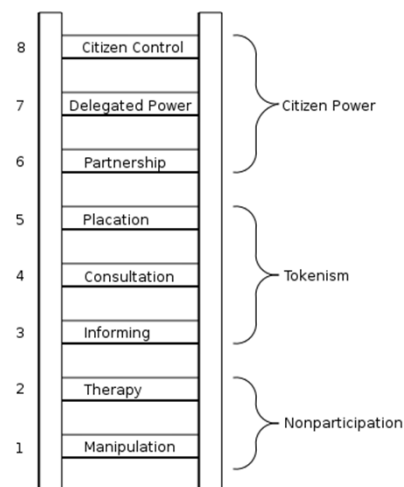 8 Citizen Control
7 Delegated Power Citizen Power
6 Partnership
5 Placation
4 Consultation Tokenism
3 Informing
2 Therapy
Nonparticipation
1 Manipulation